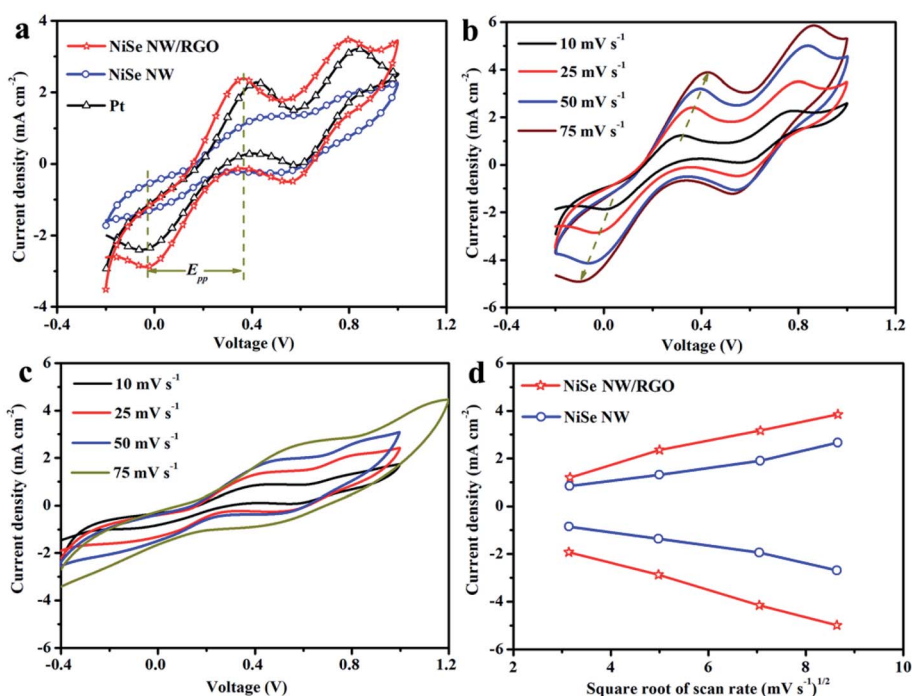 a
NiSe NW/RGO
NiSe NW
Pt
E_pp
Current density (mA cm⁻²)
4
2
0
-2
-4
-0.4
0.0
0.4
0.8
1.2
Voltage (V)
b
10 mV s⁻¹
25 mV s⁻¹
50 mV s⁻¹
75 mV s⁻¹
Current density (mA cm⁻²)
6
4
2
0
-2
-4
-6
-0.4
0.0
0.4
0.8
1.2
Voltage (V)
c
10 mV s⁻¹
25 mV s⁻¹
50 mV s⁻¹
75 mV s⁻¹
Current density (mA cm⁻²)
6
4
2
0
-2
-4
-6
-0.4
0.0
0.4
0.8
1.2
Voltage (V)
d
NiSe NW/RGO
NiSe NW
Current density (mA cm⁻²)
6
4
2
0
-2
-4
-6
2
4
6
8
10
Square root of scan rate (mV s⁻¹)^1/2